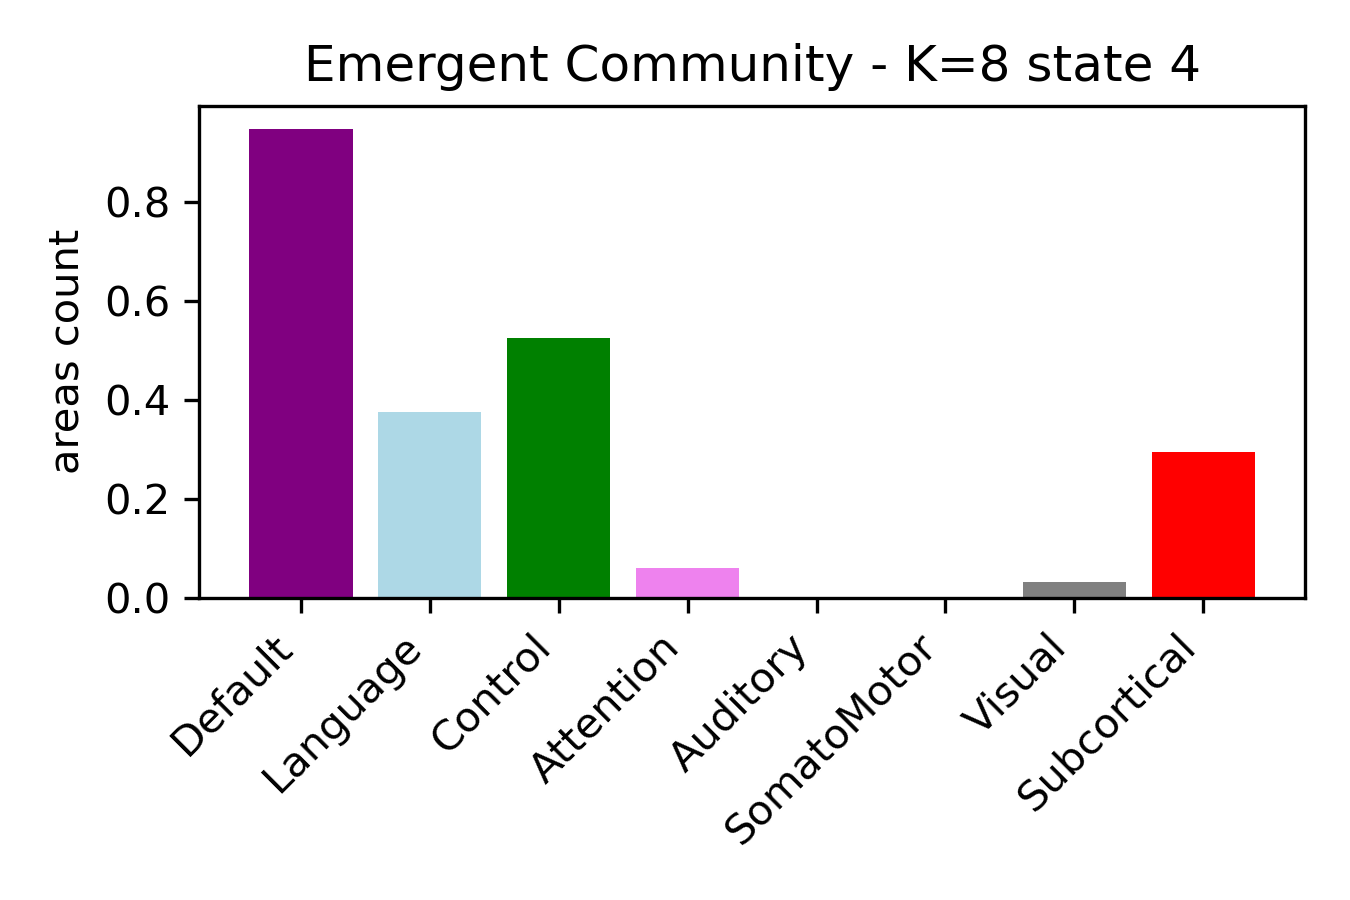 Emergent Community - K=8 state 4
areas count
0.8
0.6
0.4
0.2
0.0
Default
Language
Control
Attention
Auditory
SomatoMotor
Visual
Subcortical